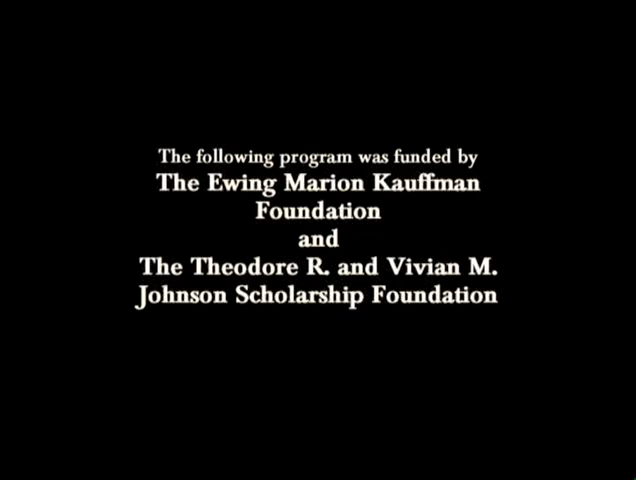 The following program was funded by
The Ewing Marion Kauffman
Foundation
and
The Theodore R. and Vivian M.
Johnson Scholarship Foundation